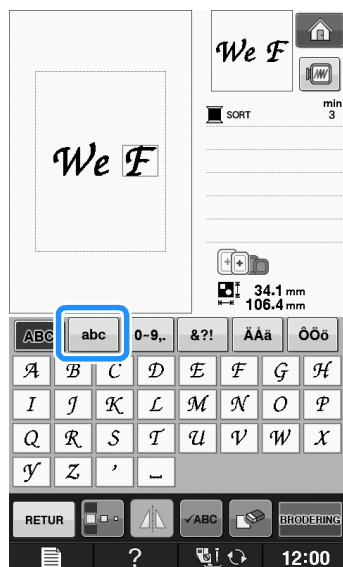 We F
SORT
min
3
We F
34.1 mm
106.4 mm
ABC abc 0~9,. &?! ÄÅä ÔÖö
A B C D E F G H
I J K L M N O P
Q R S T U V W X
Y Z ' ⎵
RETUR ✓ABC BRODERING
? 12:00